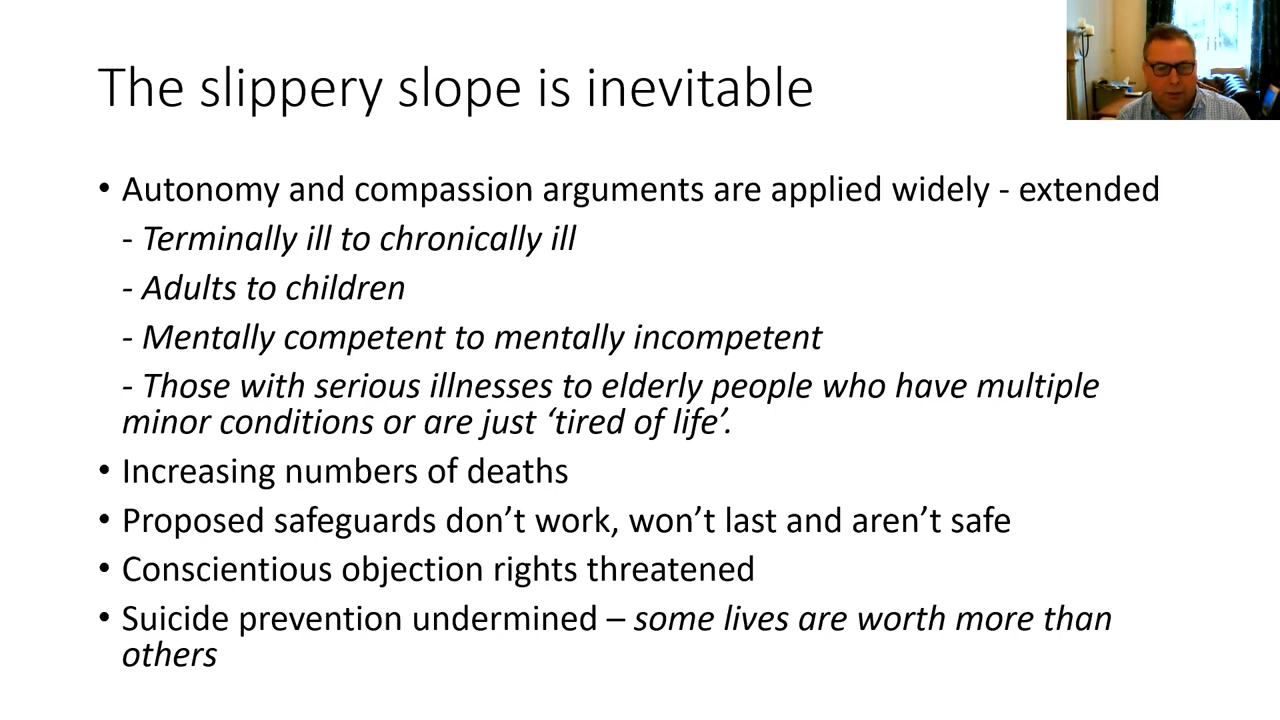 The slippery slope is inevitable
• Autonomy and compassion arguments are applied widely - extended
- Terminally ill to chronically ill
- Adults to children
- Mentally competent to mentally incompetent
- Those with serious illnesses to elderly people who have multiple
minor conditions or are just ‘tired of life’.
• Increasing numbers of deaths
• Proposed safeguards don’t work, won’t last and aren’t safe
• Conscientious objection rights threatened
• Suicide prevention undermined – some lives are worth more than
others